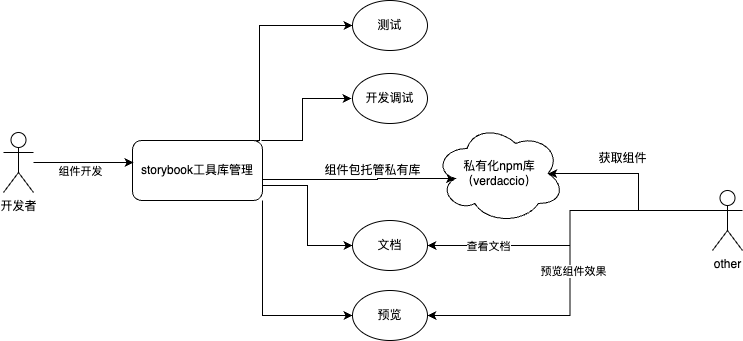 测试
开发调试
组件开发
storybook工具库管理
组件包托管私有库
私有化npm库
（verdaccio）
获取组件
开发者
文档
查看文档
other
预览组件效果
预览